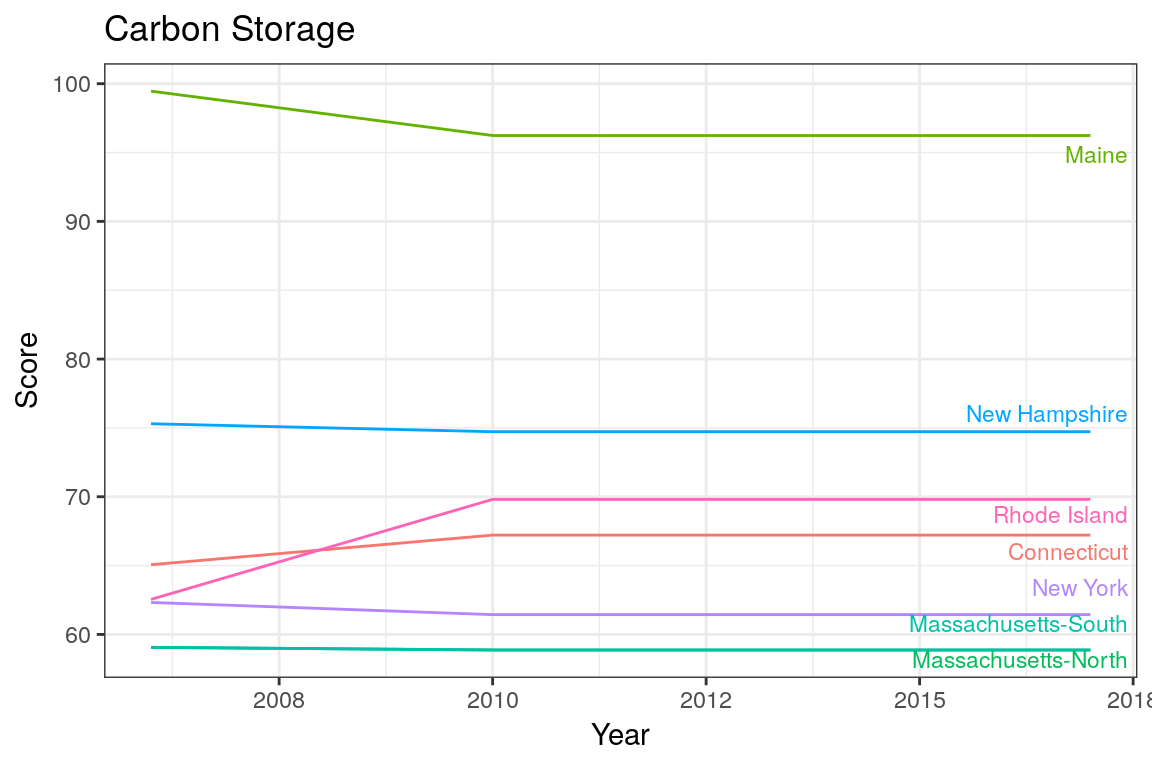 Carbon Storage
100
Maine
90
Score
80
New Hampshire
70
Rhode Island
Connecticut
New York
Massachusetts-South
60
Massachusetts-North
2008 2010 2012 2015 2018
Year